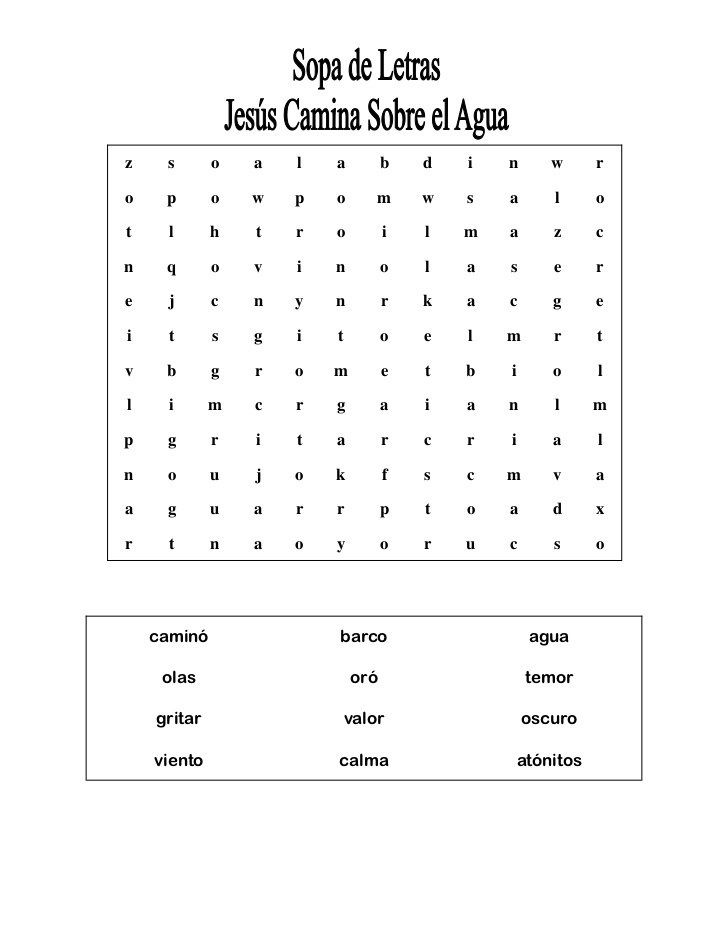 Sopa de Letras
Jesús Camina Sobre el Agua
z s o a l a b d i n w r
o p o w p o m w s a l o
t l h t r o i l m a z c
n q o v i n o l a s e r
e j c n y n r k a c g e
i t s g i t o e l m r t
v b g r o m e t b i o l
l i m c r g a i a n l m
p g r i t a r c r i a l
n o u j o k f s c m v a
a g u a r r p t o a d x
r t n a o y o r u c s o
caminó barco agua
olas oró temor
gritar valor oscuro
viento calma atónitos